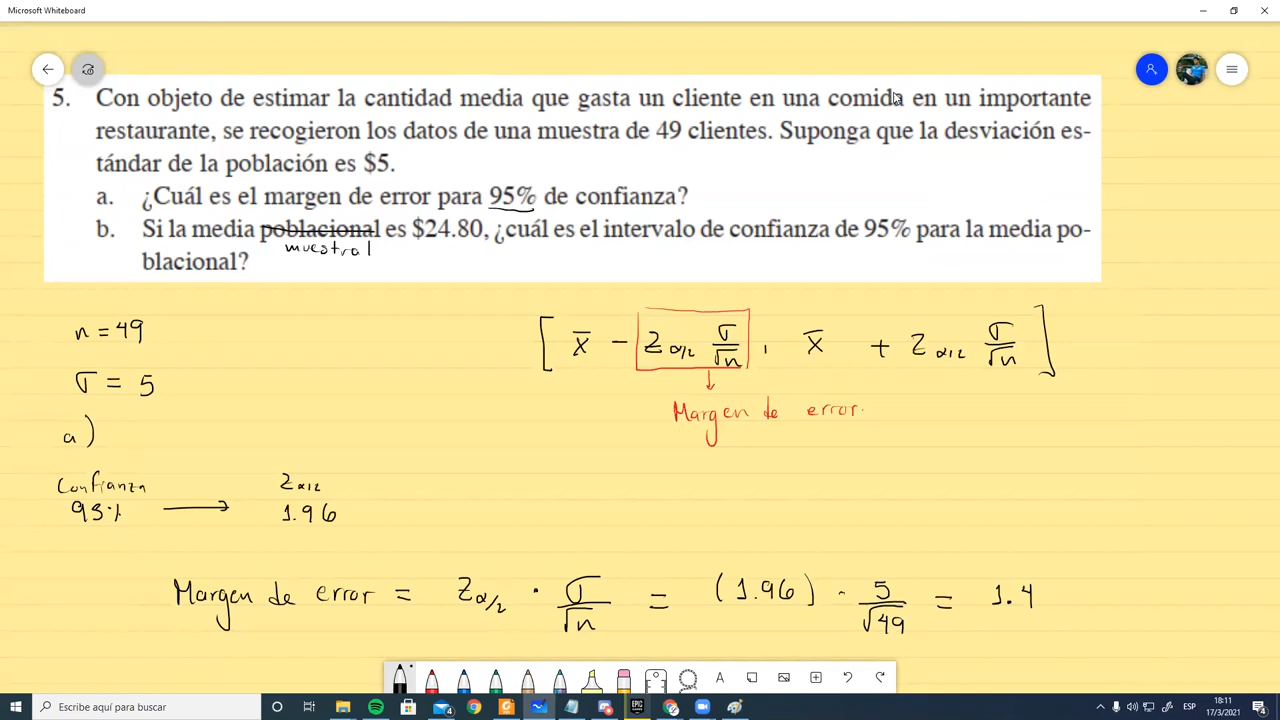 Microsoft Whiteboard
5. Con objeto de estimar la cantidad media que gasta un cliente en una comida en un importante
restaurante, se recogieron los datos de una muestra de 49 clientes. Suponga que la desviación es-
tándar de la población es $5.
a. ¿Cuál es el margen de error para 95% de confianza?
b. Si la media poblacional es $24.80, ¿cuál es el intervalo de confianza de 95% para la media po-
muestral
blacional?
n = 49
[ x̄ − Z α/2 σ/√n , x̄ + Z α/2 σ/√n ]
σ = 5
Margen de error.
a)
Confianza Z α/2
95% → 1.96
Margen de error = Z α/2 · σ/√n = (1.96) · 5/√49 = 1.4
A
Escribe aquí para buscar
4
EPIC GAMES
ESP
18:11
17/3/2021
4